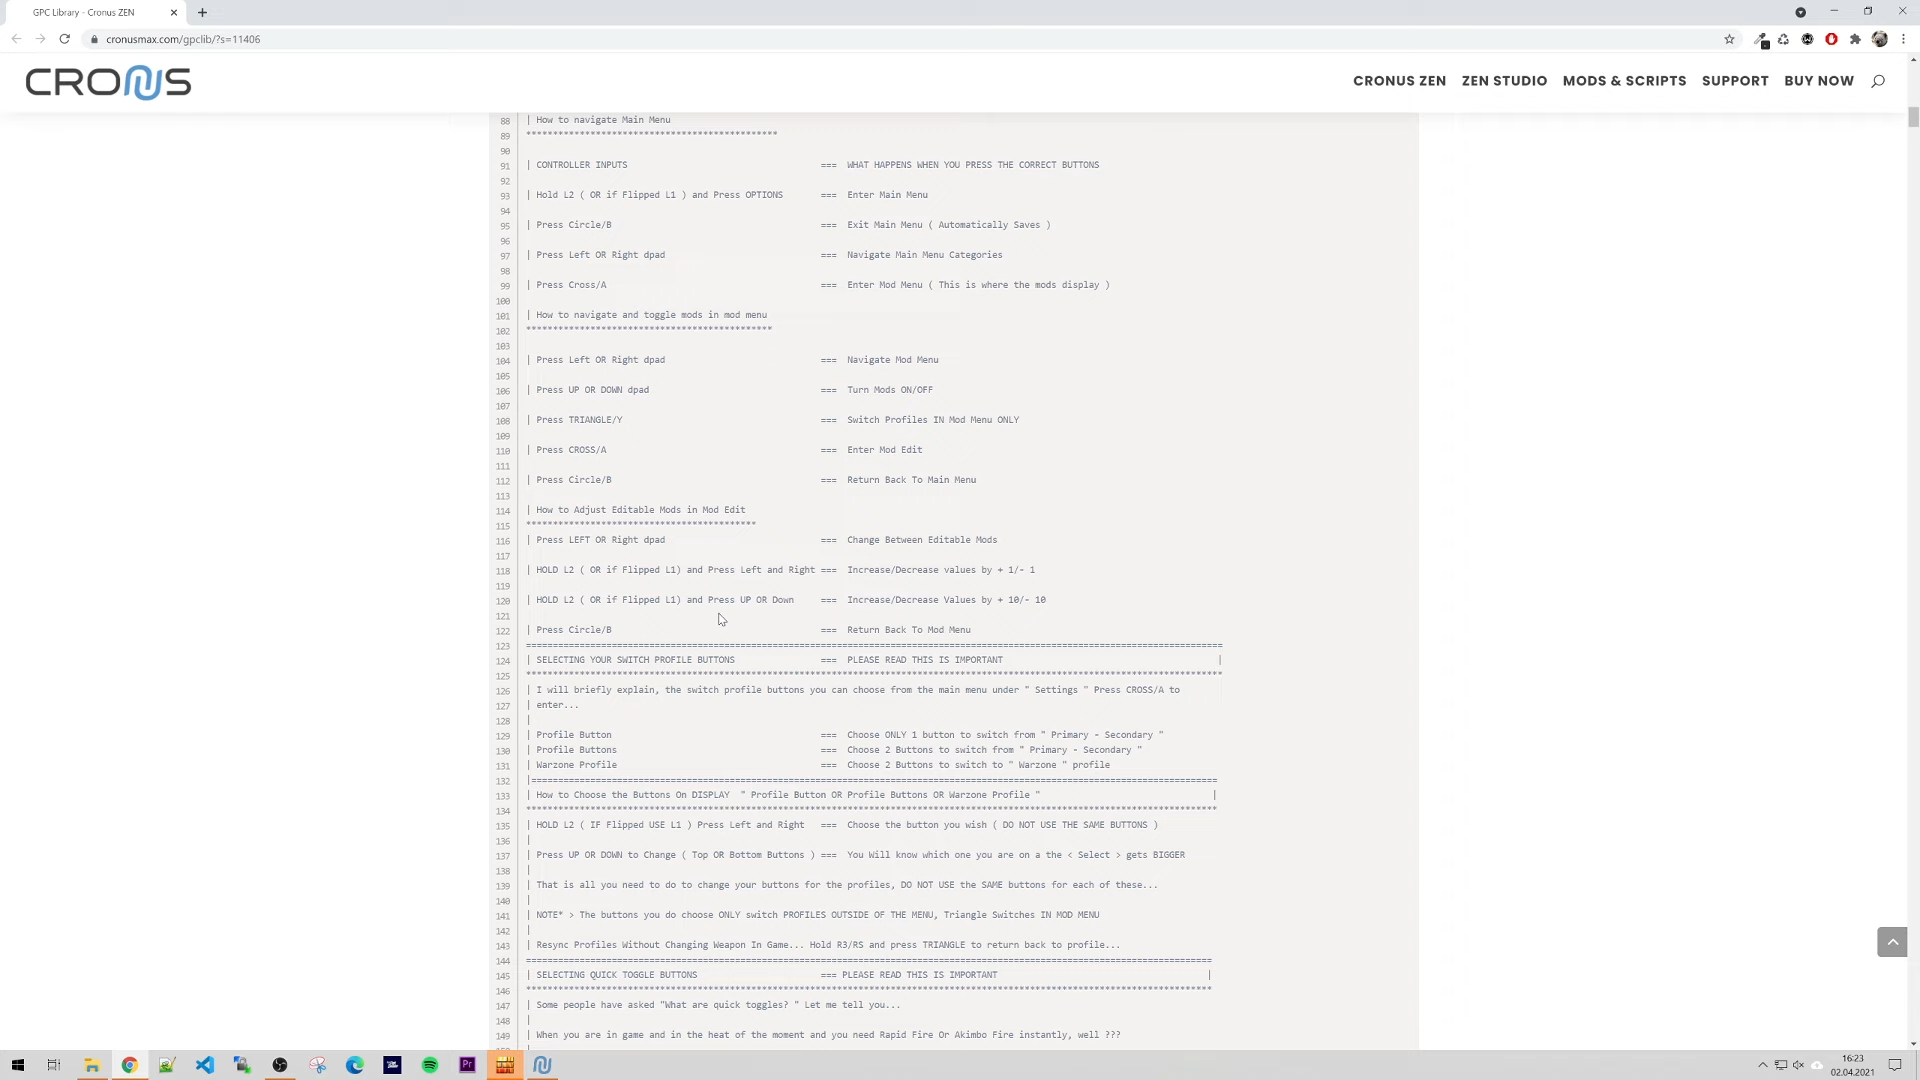 GPC Library - Cronus ZEN
cronusmax.com/gpclib/?s=11406
CRONUS
CRONUS ZEN ZEN STUDIO MODS & SCRIPTS SUPPORT BUY NOW
88 | How to navigate Main Menu
89 ***********************************************
90
91 | CONTROLLER INPUTS === WHAT HAPPENS WHEN YOU PRESS THE CORRECT BUTTONS
92
93 | Hold L2 ( OR if Flipped L1 ) and Press OPTIONS === Enter Main Menu
94
95 | Press Circle/B === Exit Main Menu ( Automatically Saves )
96
97 | Press Left OR Right dpad === Navigate Main Menu Categories
98
99 | Press Cross/A === Enter Mod Menu ( This is where the mods display )
100
101 | How to navigate and toggle mods in mod menu
102 **********************************************
103
104 | Press Left OR Right dpad === Navigate Mod Menu
105
106 | Press UP OR DOWN dpad === Turn Mods ON/OFF
107
108 | Press TRIANGLE/Y === Switch Profiles IN Mod Menu ONLY
109
110 | Press CROSS/A === Enter Mod Edit
111
112 | Press Circle/B === Return Back To Main Menu
113
114 | How to Adjust Editable Mods in Mod Edit
115 *******************************************
116 | Press LEFT OR Right dpad === Change Between Editable Mods
117
118 | HOLD L2 ( OR if Flipped L1) and Press Left and Right === Increase/Decrease values by + 1/- 1
119
120 | HOLD L2 ( OR if Flipped L1) and Press UP OR Down === Increase/Decrease Values by + 10/- 10
121
122 | Press Circle/B === Return Back To Mod Menu
123 ==================================================================================================================================
124 | SELECTING YOUR SWITCH PROFILE BUTTONS === PLEASE READ THIS IS IMPORTANT |
125 **********************************************************************************************************************************
126 | I will briefly explain, the switch profile buttons you can choose from the main menu under " Settings " Press CROSS/A to
127 | enter...
128 |
129 | Profile Button === Choose ONLY 1 button to switch from " Primary - Secondary "
130 | Profile Buttons === Choose 2 Buttons to switch from " Primary - Secondary "
131 | Warzone Profile === Choose 2 Buttons to switch to " Warzone " profile
132 |================================================================================================================================
133 | How to Choose the Buttons On DISPLAY " Profile Button OR Profile Buttons OR Warzone Profile " |
134 *********************************************************************************************************************************
135 | HOLD L2 ( IF Flipped USE L1 ) Press Left and Right === Choose the button you wish ( DO NOT USE THE SAME BUTTONS )
136 |
137 | Press UP OR DOWN to Change ( Top OR Bottom Buttons ) === You Will know which one you are on a the < Select > gets BIGGER
138 |
139 | That is all you need to do to change your buttons for the profiles, DO NOT USE the SAME buttons for each of these...
140 |
141 | NOTE* > The buttons you do choose ONLY switch PROFILES OUTSIDE OF THE MENU, Triangle Switches IN MOD MENU
142 |
143 | Resync Profiles Without Changing Weapon In Game... Hold R3/RS and press TRIANGLE to return back to profile...
144 ================================================================================================================================
145 | SELECTING QUICK TOGGLE BUTTONS === PLEASE READ THIS IS IMPORTANT |
146 ********************************************************************************************************************************
147 | Some people have asked "What are quick toggles? " Let me tell you...
148 |
149 | When you are in game and in the heat of the moment and you need Rapid Fire Or Akimbo Fire instantly, well ???
Pr
16:23
02.04.2021